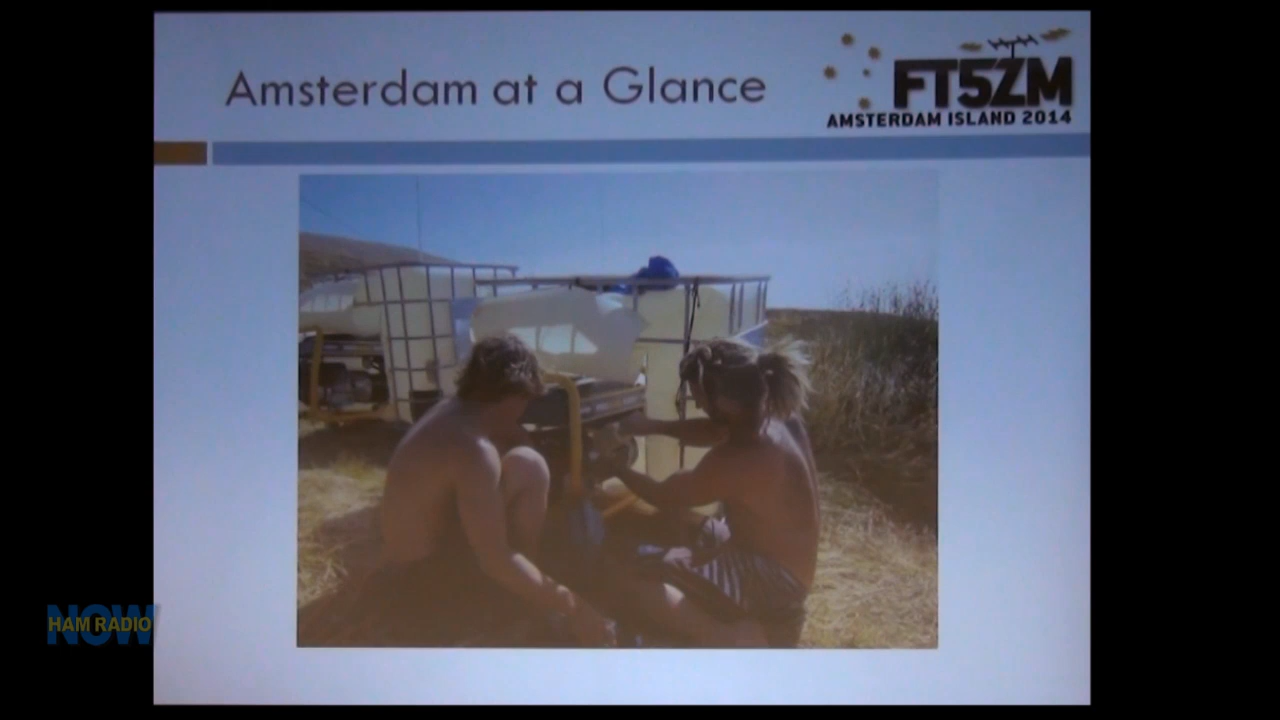 Amsterdam at a Glance
FT5ZM
AMSTERDAM ISLAND 2014
NOW
HAM RADIO